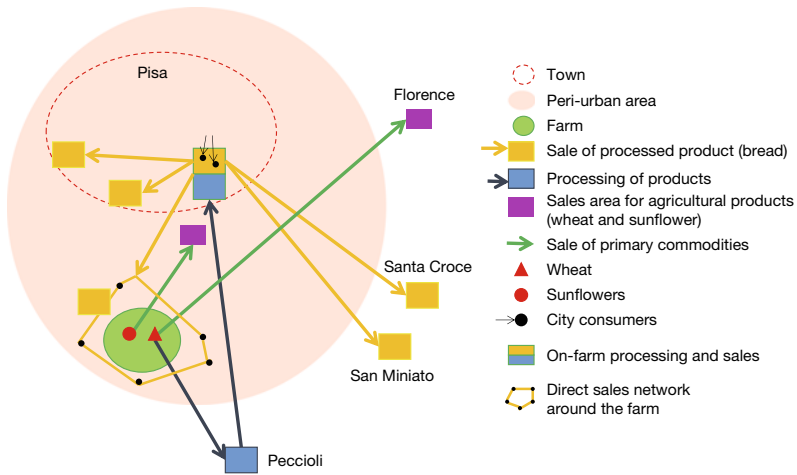 Pisa
Florence
Santa Croce
San Miniato
Peccioli
Town
Peri-urban area
Farm
Sale of processed product (bread)
Processing of products
Sales area for agricultural products
(wheat and sunflower)
Sale of primary commodities
Wheat
Sunflowers
City consumers
On-farm processing and sales
Direct sales network
around the farm